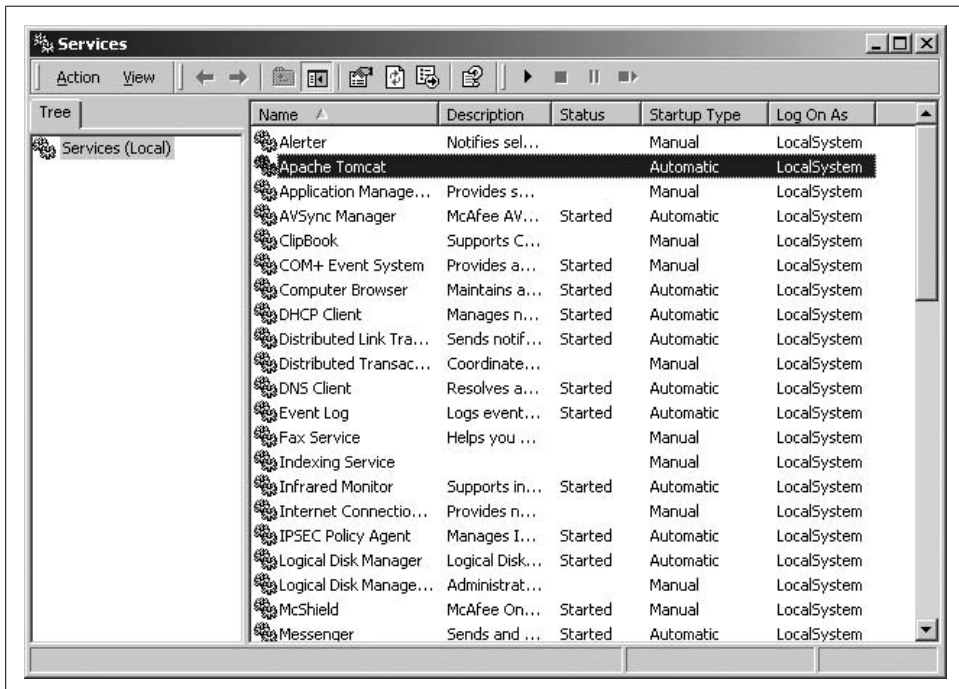 Services
Action View
Tree
Services (Local)
Name Description Status Startup Type Log On As
Alerter Notifies sel... Manual LocalSystem
Apache Tomcat Automatic LocalSystem
Application Manage... Provides s... Manual LocalSystem
AVSync Manager McAfee AV... Started Automatic LocalSystem
ClipBook Supports C... Manual LocalSystem
COM+ Event System Provides a... Started Manual LocalSystem
Computer Browser Maintains a... Started Automatic LocalSystem
DHCP Client Manages n... Started Automatic LocalSystem
Distributed Link Tra... Sends notif... Started Automatic LocalSystem
Distributed Transac... Coordinate... Manual LocalSystem
DNS Client Resolves a... Started Automatic LocalSystem
Event Log Logs event... Started Automatic LocalSystem
Fax Service Helps you ... Manual LocalSystem
Indexing Service Manual LocalSystem
Infrared Monitor Supports in... Started Automatic LocalSystem
Internet Connectio... Provides n... Manual LocalSystem
IPSEC Policy Agent Manages I... Started Automatic LocalSystem
Logical Disk Manager Logical Disk... Started Automatic LocalSystem
Logical Disk Manage... Administrat... Manual LocalSystem
McShield McAfee On... Started Manual LocalSystem
Messenger Sends and ... Started Automatic LocalSystem